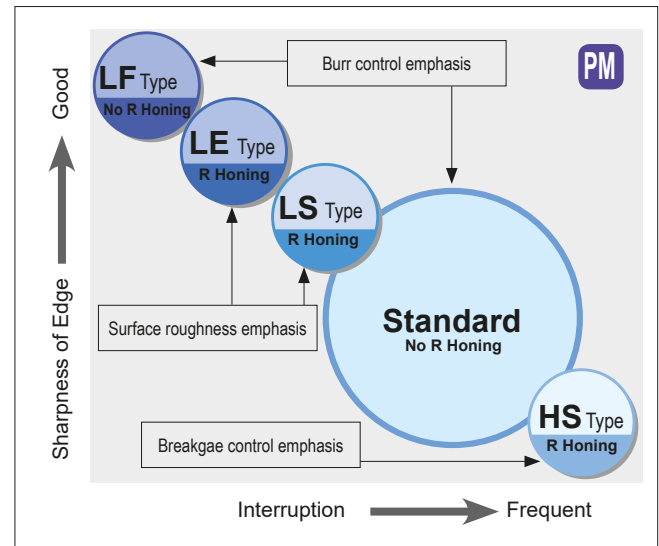 Burr control emphasis
PM
LF Type
No R Honing
Good
LE Type
R Honing
LS Type
R Honing
Standard
No R Honing
Surface roughness emphasis
Sharpness of Edge
HS Type
R Honing
Breakgae control emphasis
Interruption
Frequent